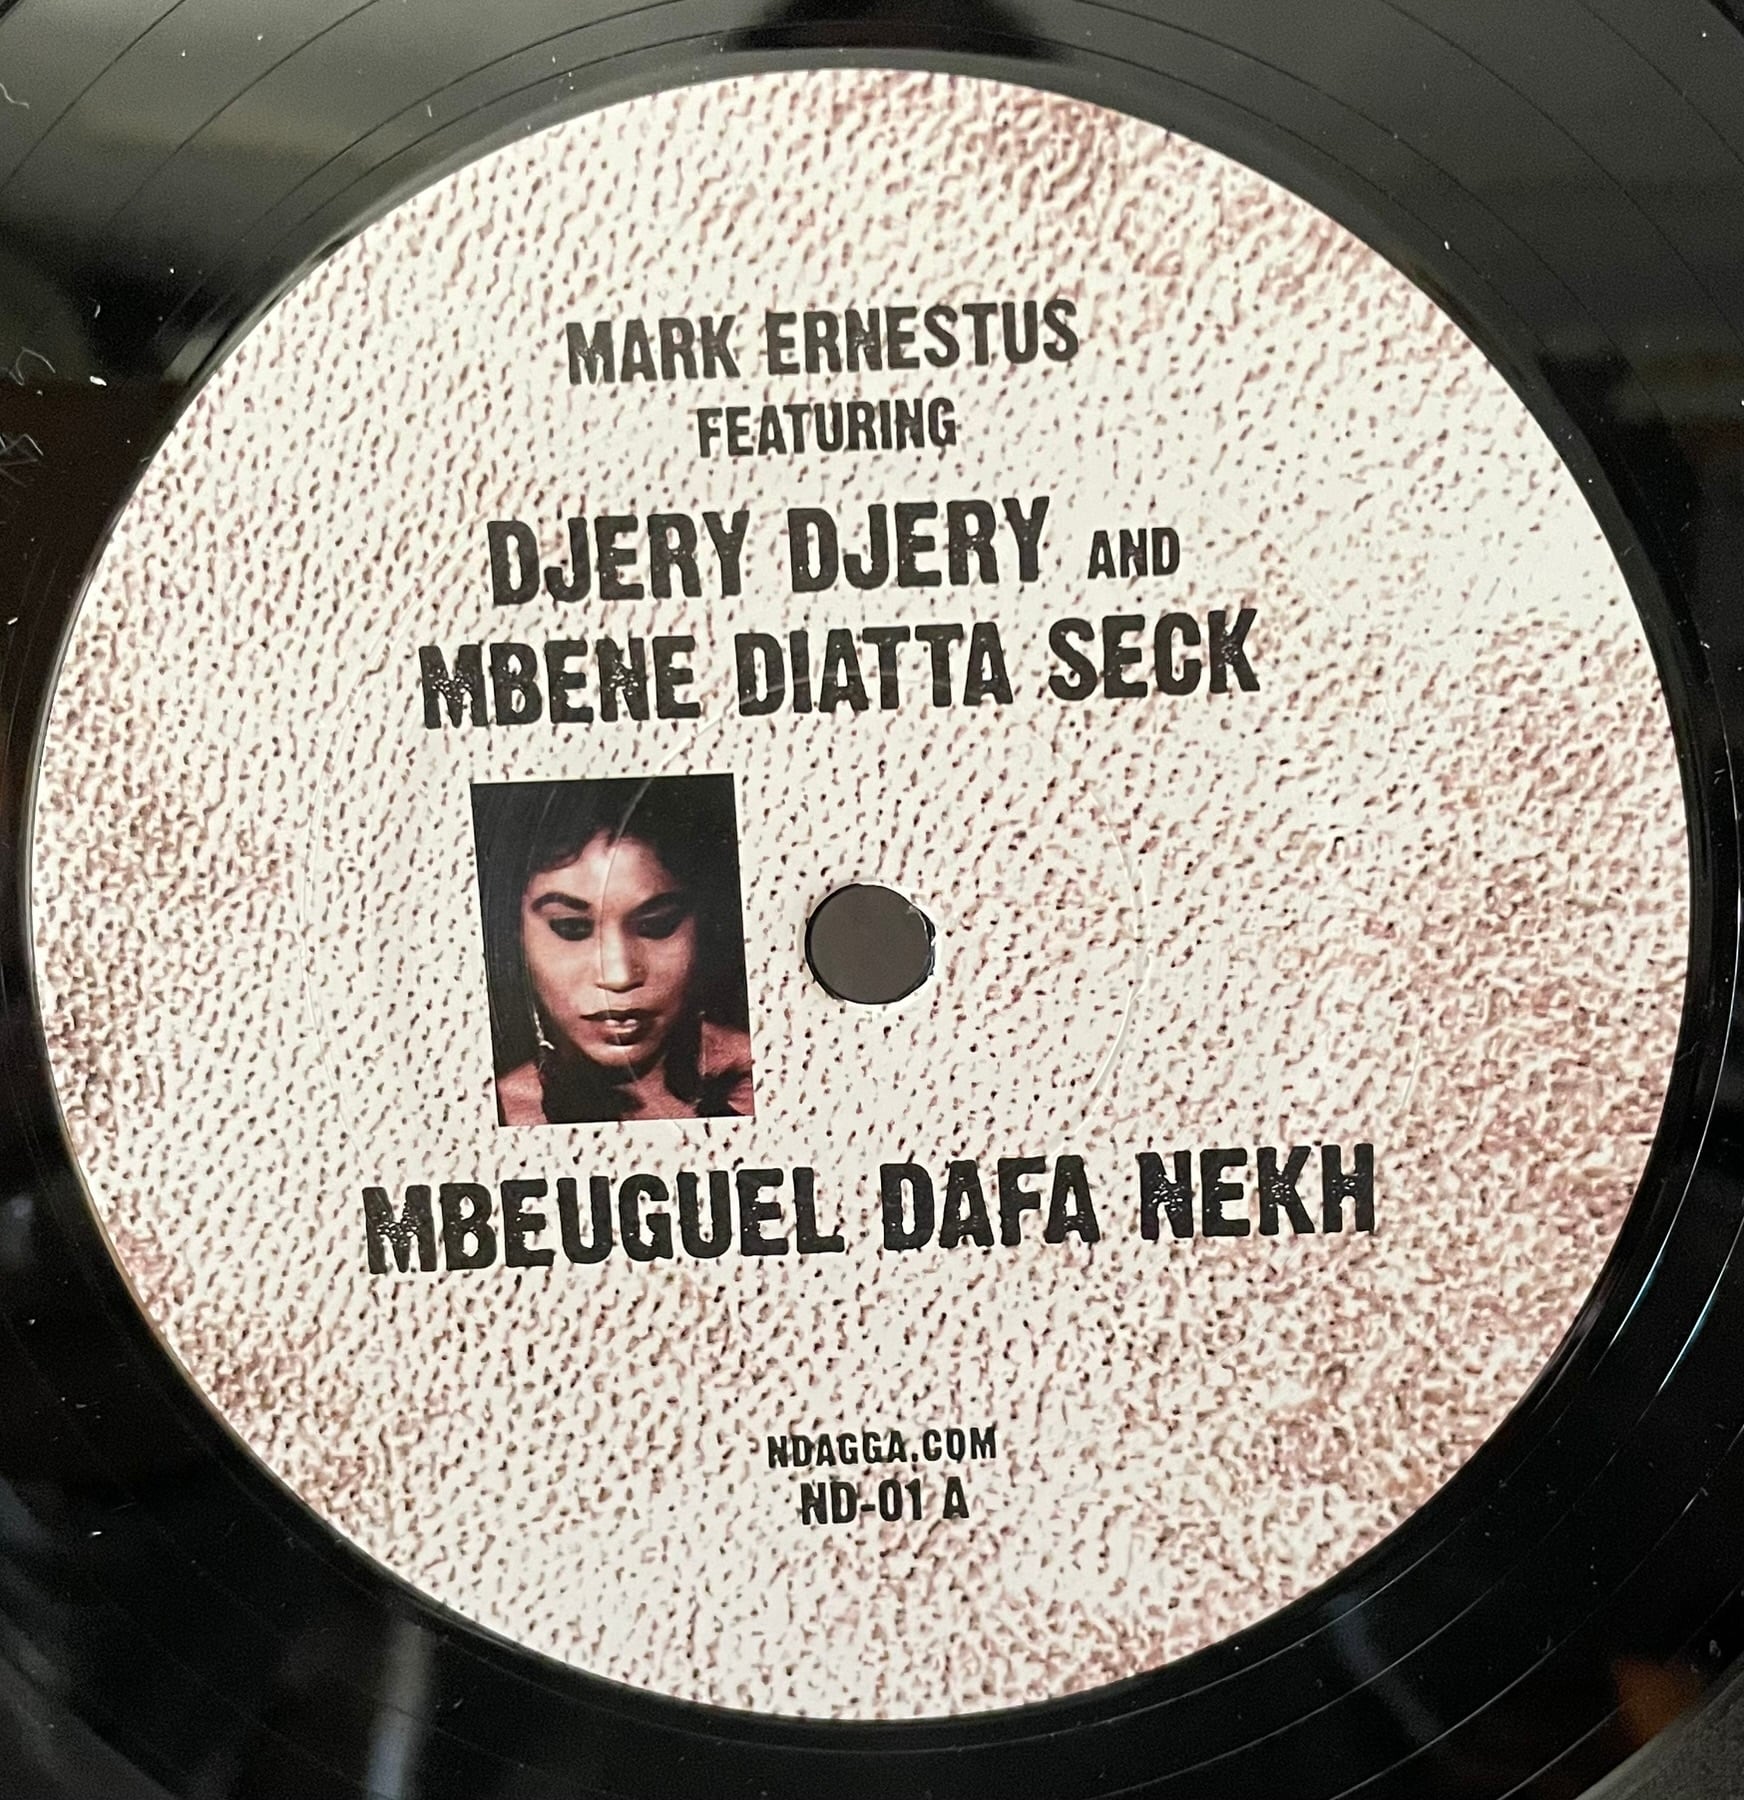 MARK ERNESTUS
FEATURING
DJERY DJERY AND
MBENE DIATTA SECK
MBEUGUEL DAFA NEKH
NDAGGA.COM
ND-01 A